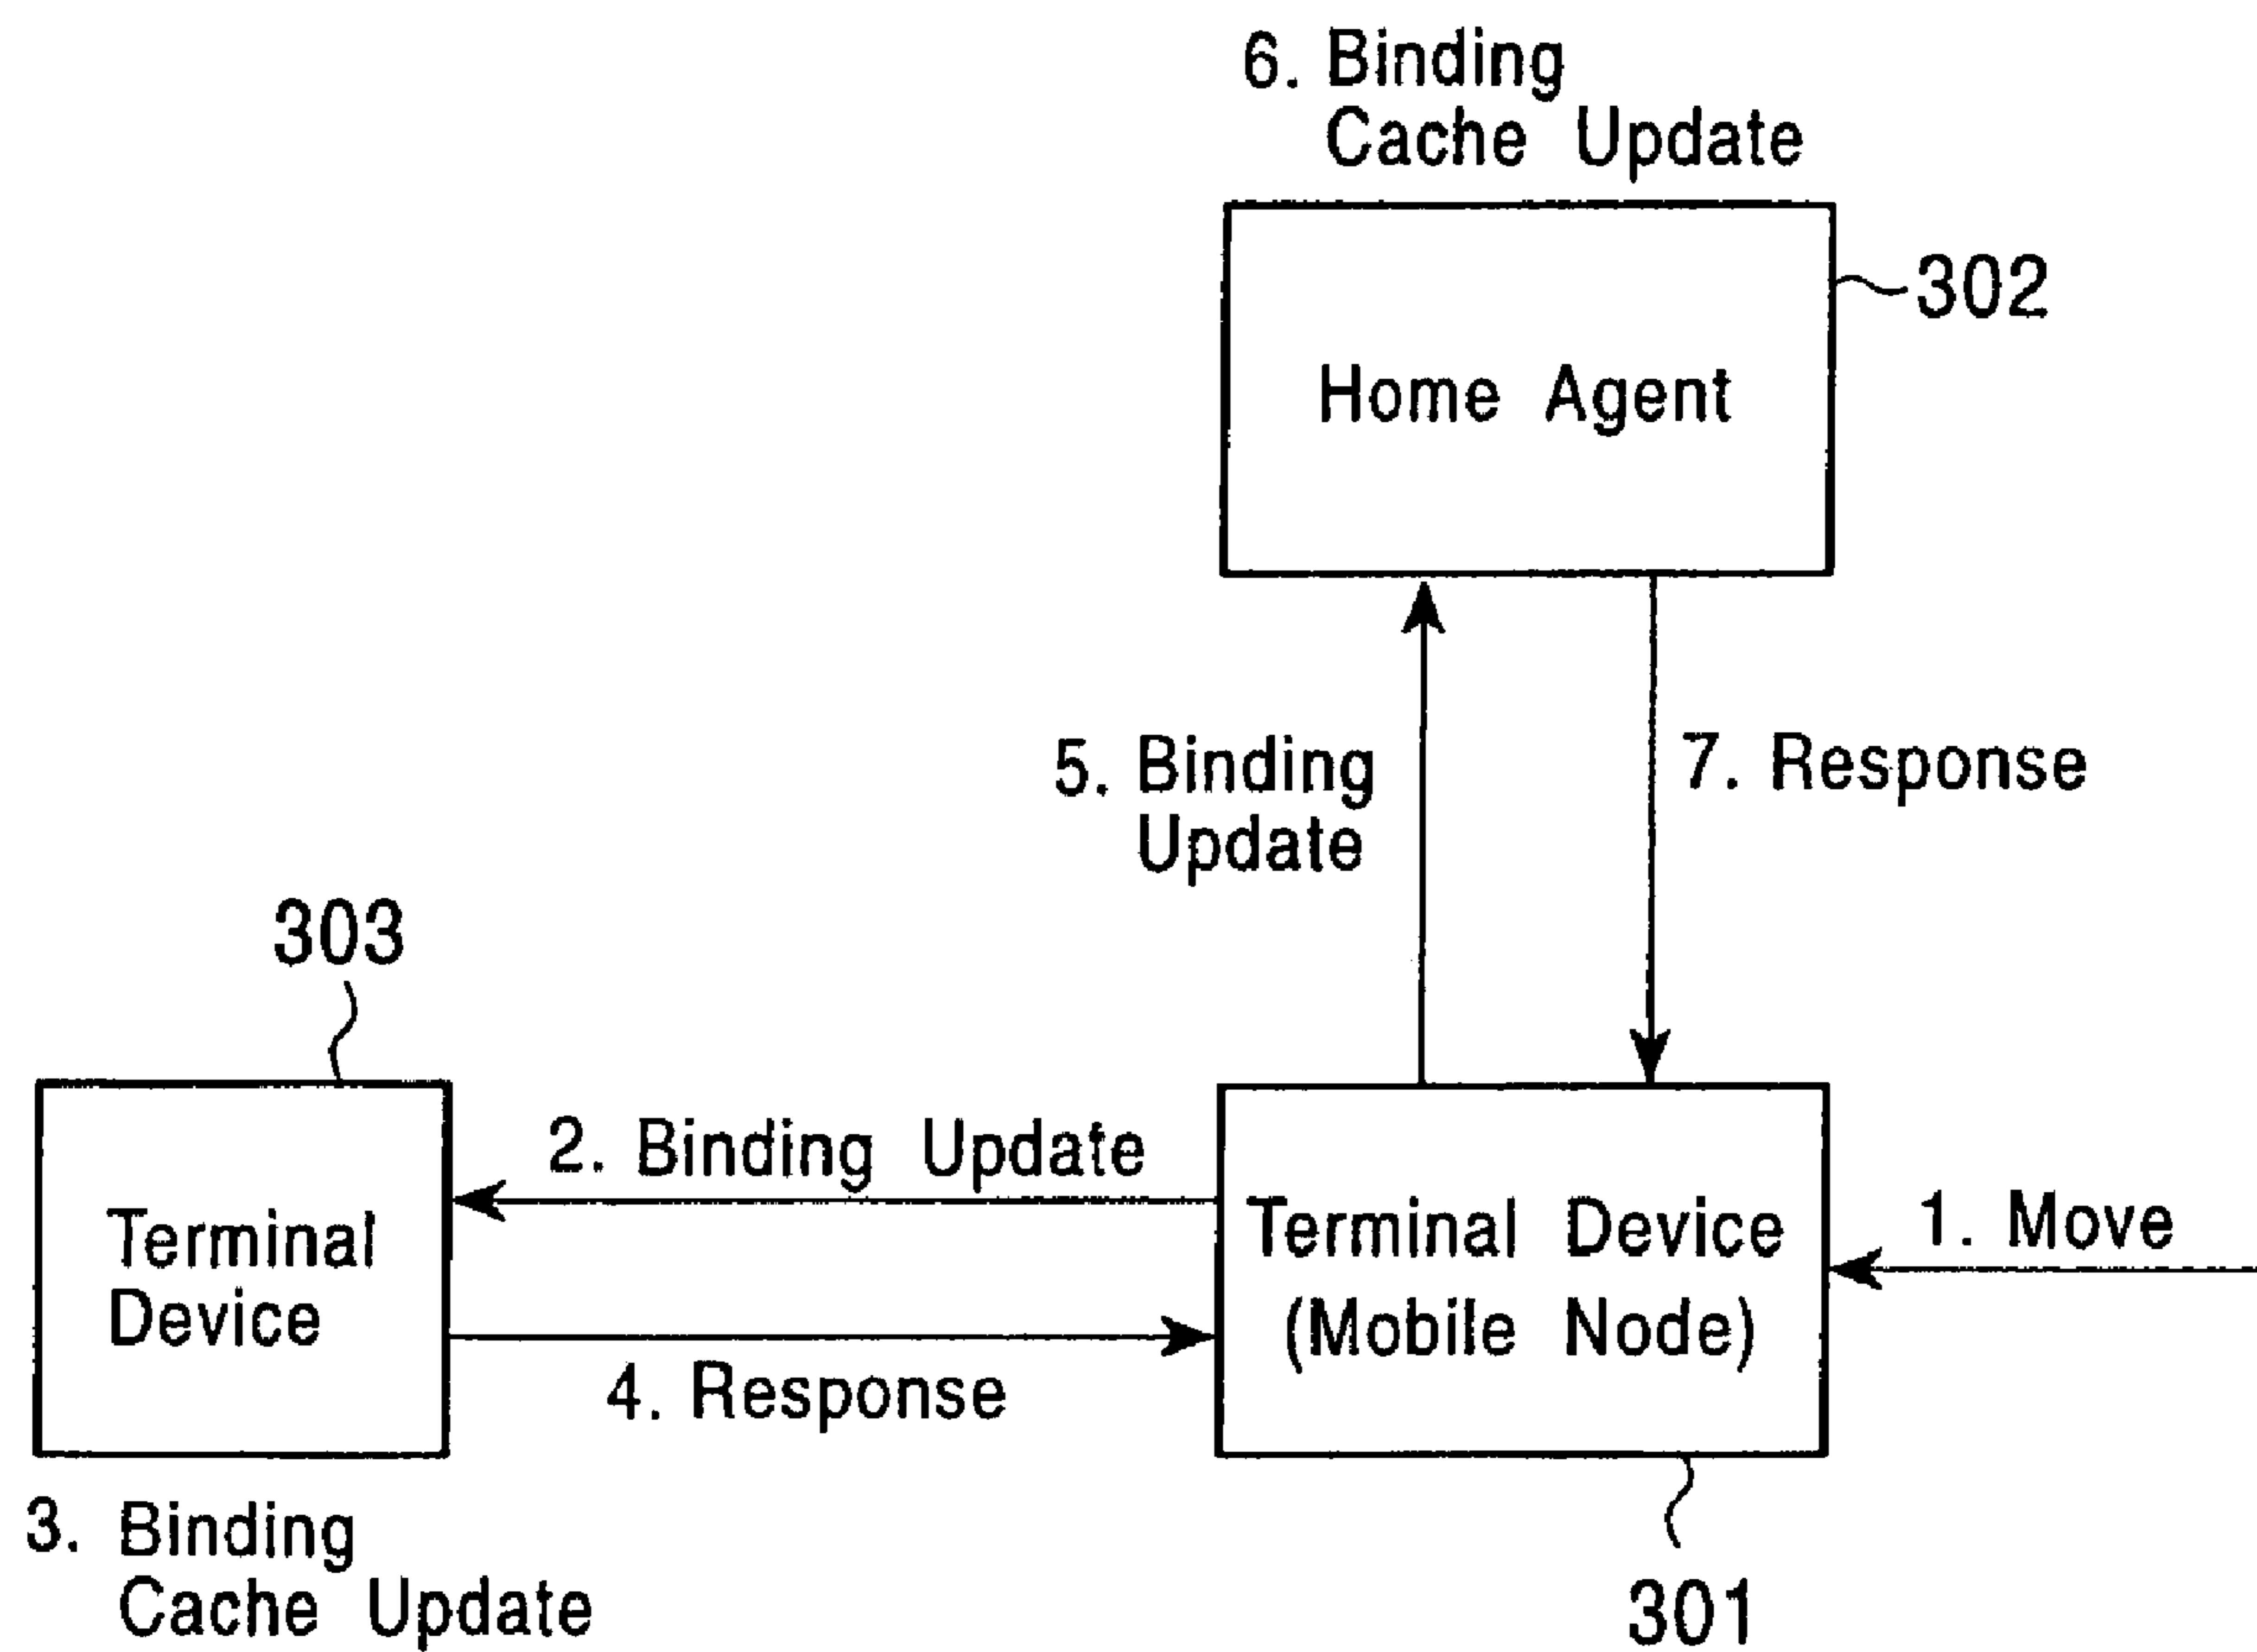 6. Binding
Cache Update
302
Home Agent
5. Binding
Update
7. Response
303
2. Binding Update
Terminal
Device
4. Response
Terminal Device
(Mobile Node)
1. Move
3. Binding
Cache Update
301